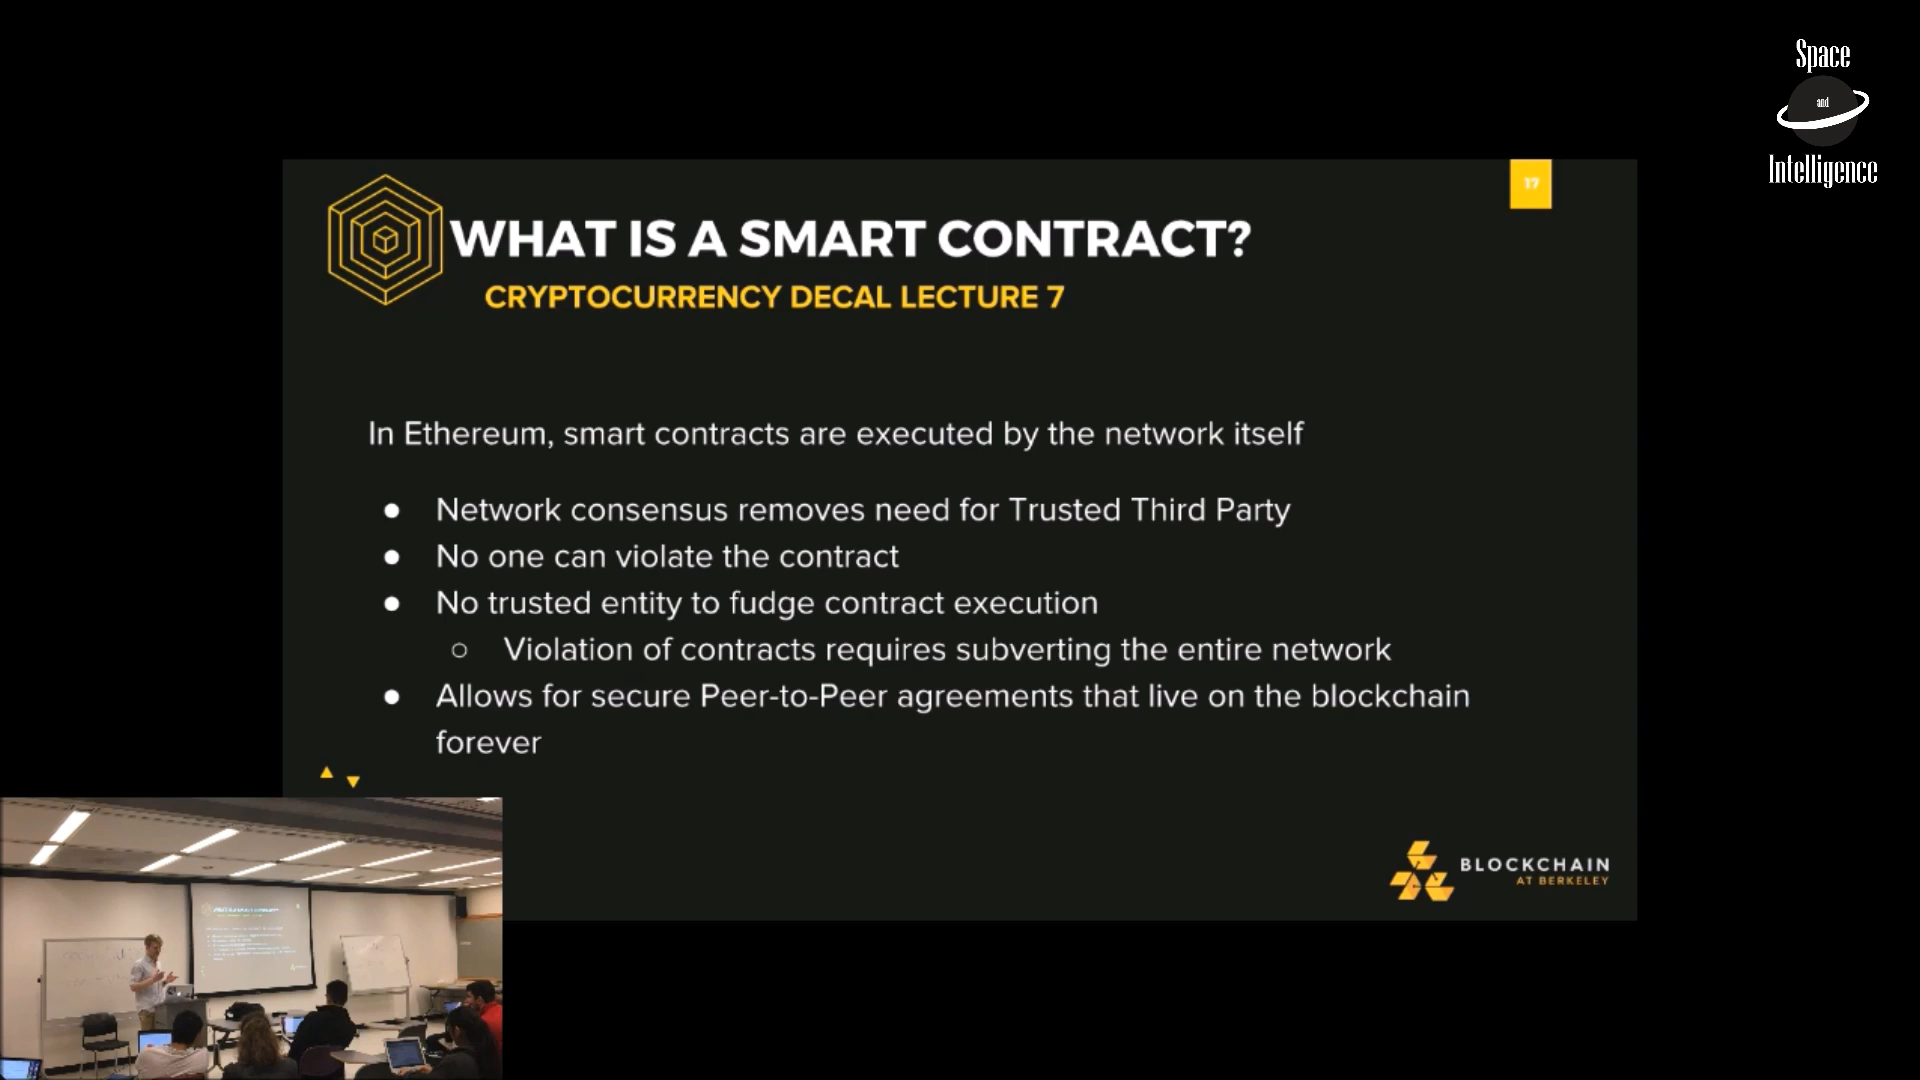 Space
and
Intelligence
17
WHAT IS A SMART CONTRACT?
CRYPTOCURRENCY DECAL LECTURE 7
In Ethereum, smart contracts are executed by the network itself
● Network consensus removes need for Trusted Third Party
● No one can violate the contract
● No trusted entity to fudge contract execution
○ Violation of contracts requires subverting the entire network
● Allows for secure Peer-to-Peer agreements that live on the blockchain
forever
BLOCKCHAIN
AT BERKELEY